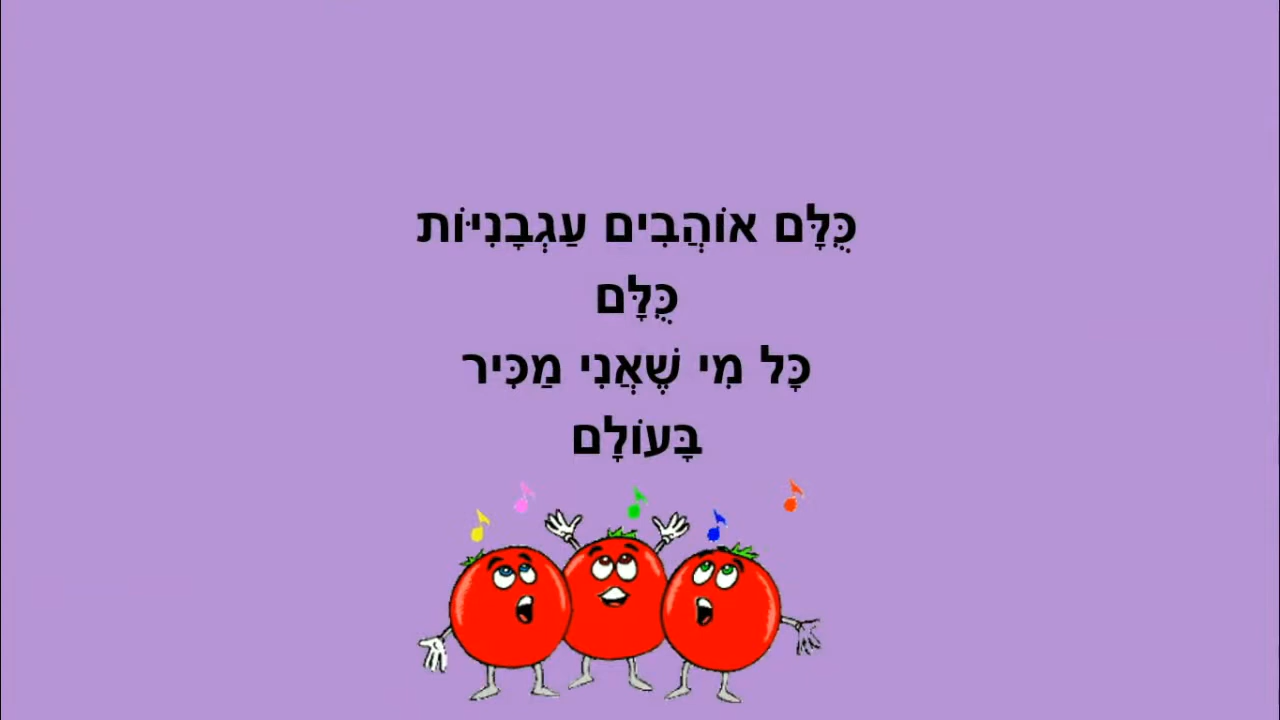 כֻּלָּם אוֹהֲבִים עַגְבָנִיּוֹת
כֻּלָּם
כָּל מִי שֶׁאֲנִי מַכִּיר
בָּעוֹלָם